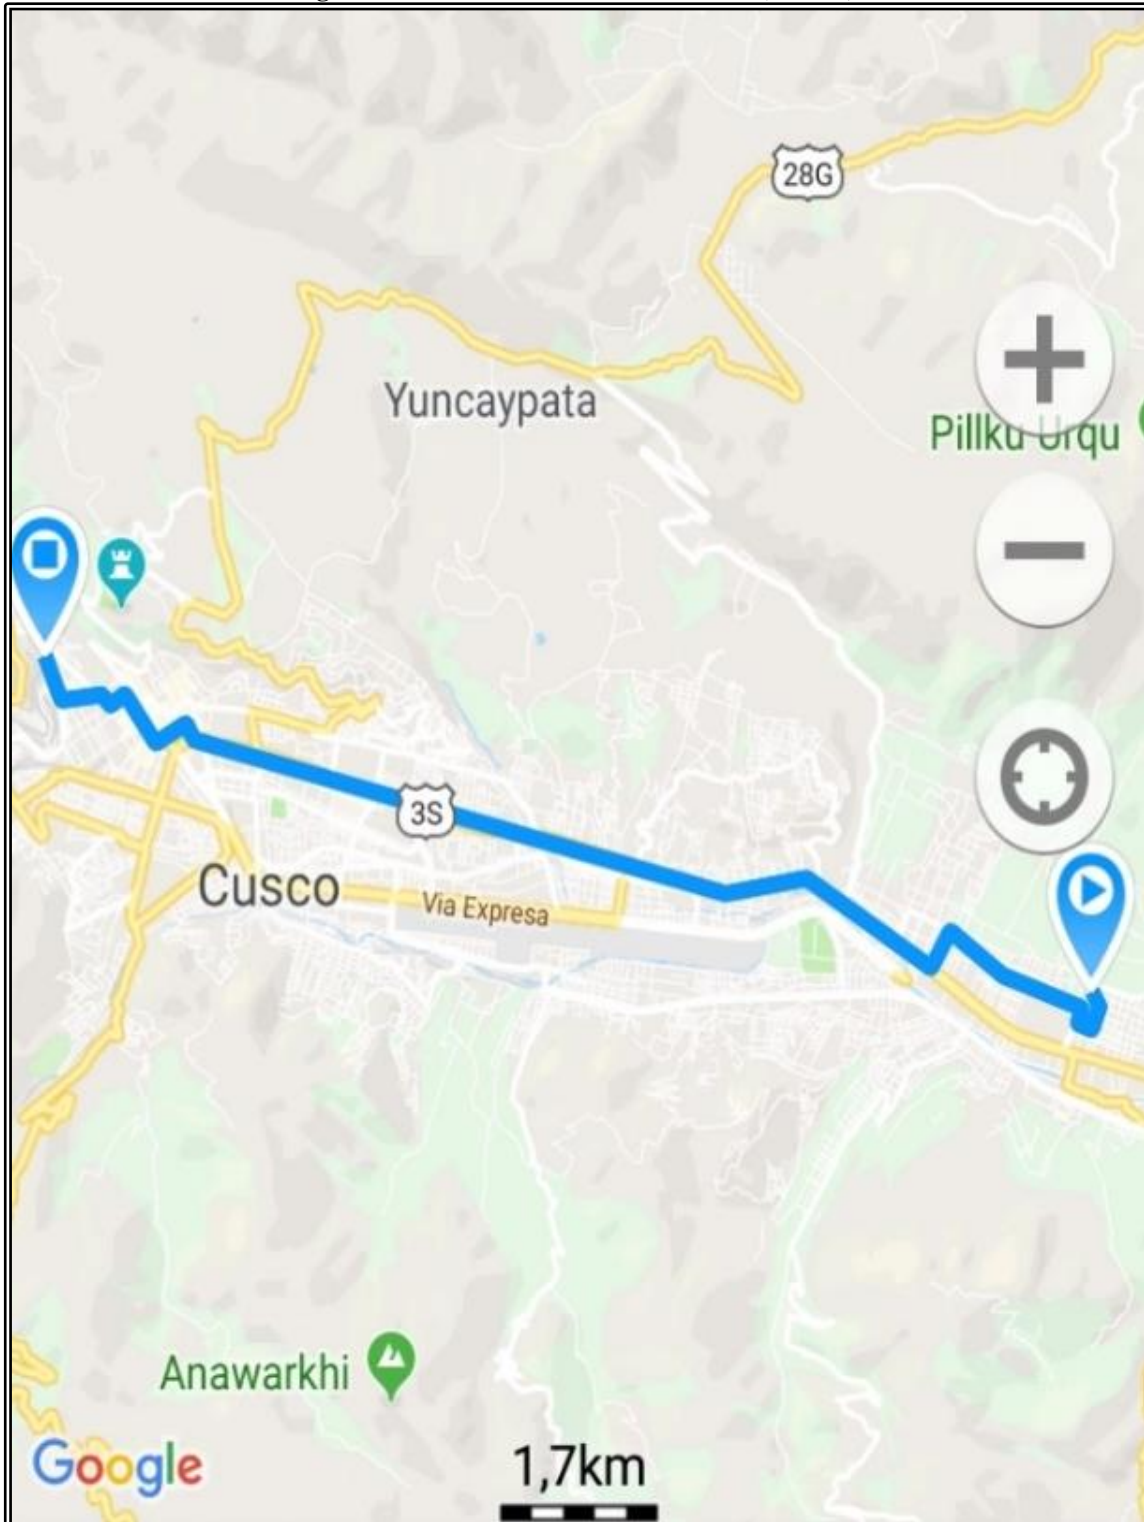 28G
Yuncaypata
Pillku Urqu
3S
Cusco
Via Expresa
Anawarkhi
Google
1,7km